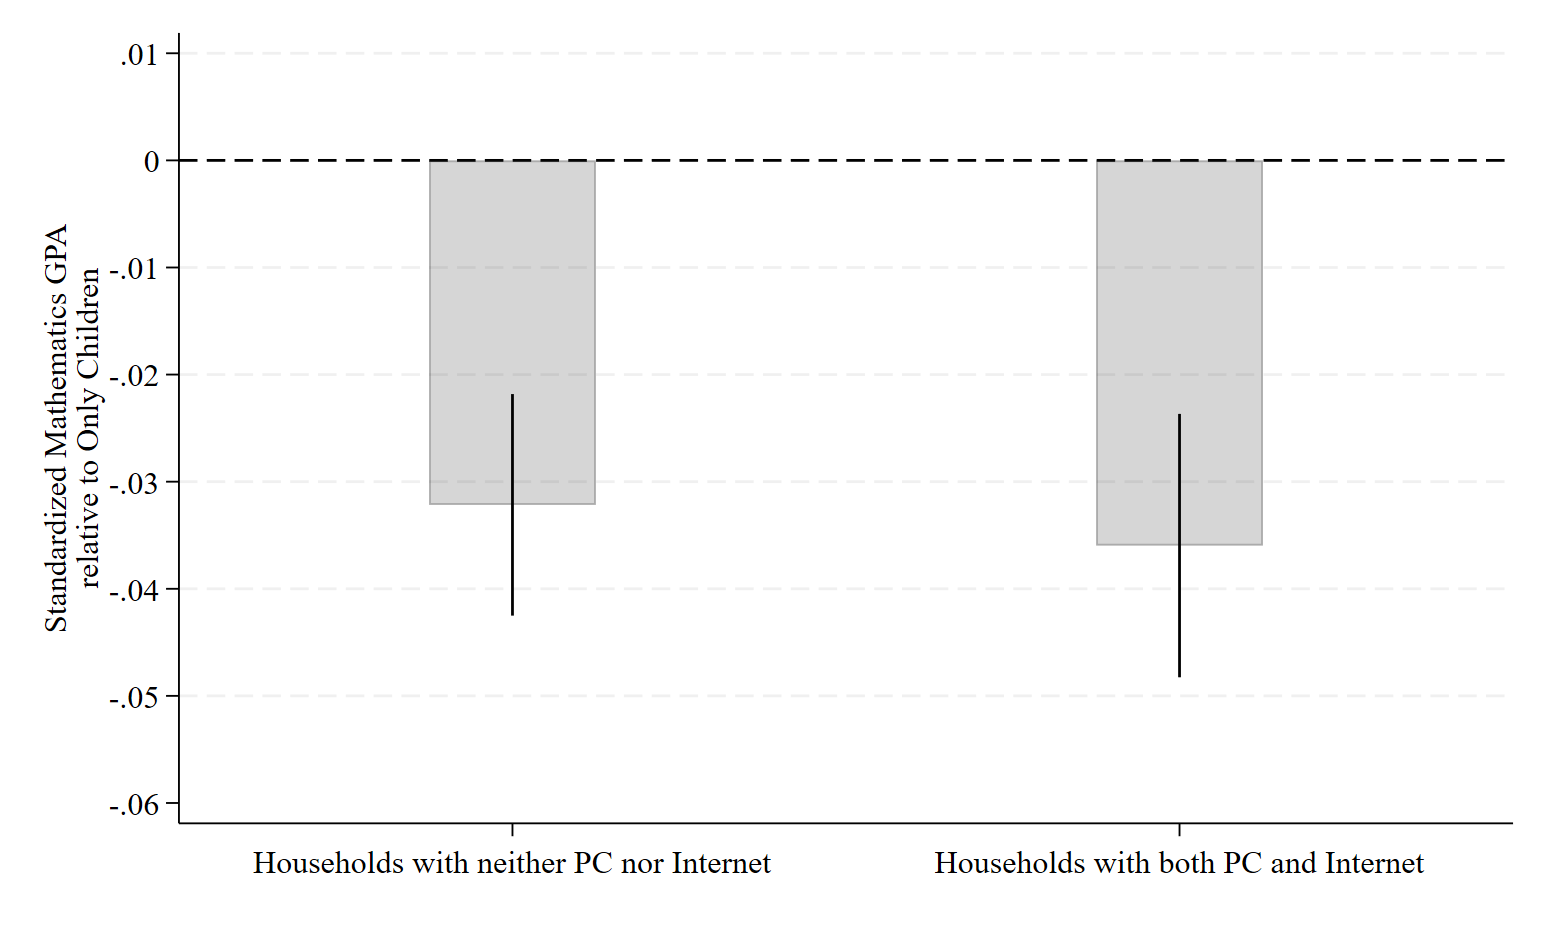 .01
0
-.01
-.02
-.03
-.04
-.05
-.06
Standardized Mathematics GPA
relative to Only Children
Households with neither PC nor Internet
Households with both PC and Internet